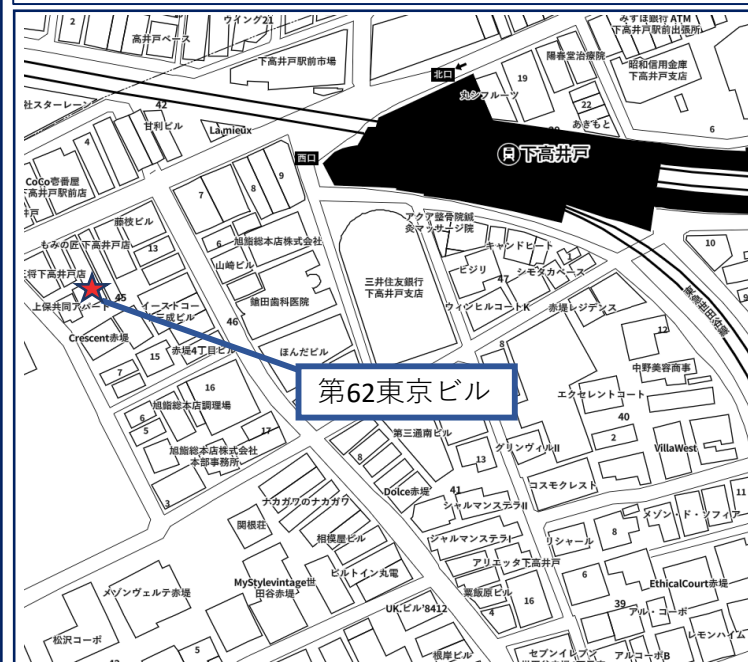 2
ウイング21
高井戸ベース
下高井戸駅前市場
みずほ銀行 ATM
下高井戸駅前出張所
陽春堂治療院
昭和信用金庫
下高井戸支店
北口
19
丸シフルーツ
22
あきもと
6
社スターレーン
42
甘利ビル
La.mieux
4
西口
下高井戸
CoCo壱番屋
下高井戸駅前店
7
8
9
藤枝ビル
もみの匠 下高井戸店
13
6
旭鮨総本店株式会社
山崎ビル
アクア整骨院鍼
灸マッサージ院
キャンドヒート
1
ビジリ
47
シモタカベース
10
三井住友銀行
下高井戸支店
将下高井戸店
上保共同アパート
45
イーストコー
三成ビル
鎗田歯科医院
ウィンヒルコートK
赤堤レジデンス
東急世田谷線
9
Crescent赤堤
46
15
赤堤4丁目ビル
ほんだビル
8
12
7
中野美容商事
第62東京ビル
16
旭鮨総本店調理場
エクセレントコート
40
6
5
17
第三通南ビル
2
旭鮨総本店株式会社
本部事務所
8
13
グリンヴィルII
VillaWest
3
Dolce赤堤
41
コスモクレスト
11
ナカガワのナカガワ
シャルマンステラII
メゾン・ド・ソフィア
関根荘
相模屋ビル
シャルマンステラI
リシャール
8
アリエッタ下高井戸
ビルトイン丸電
6
MyStylevintage世
田谷赤堤
EthicalCourt赤堤
メゾンヴェルテ赤堤
粟飯原ビル
16
39
アル・コーポ
UK.ビル'8412
4
レモンハイム
松沢コーポ
5
根岸ビル
セブンイレブン
アルコーポB